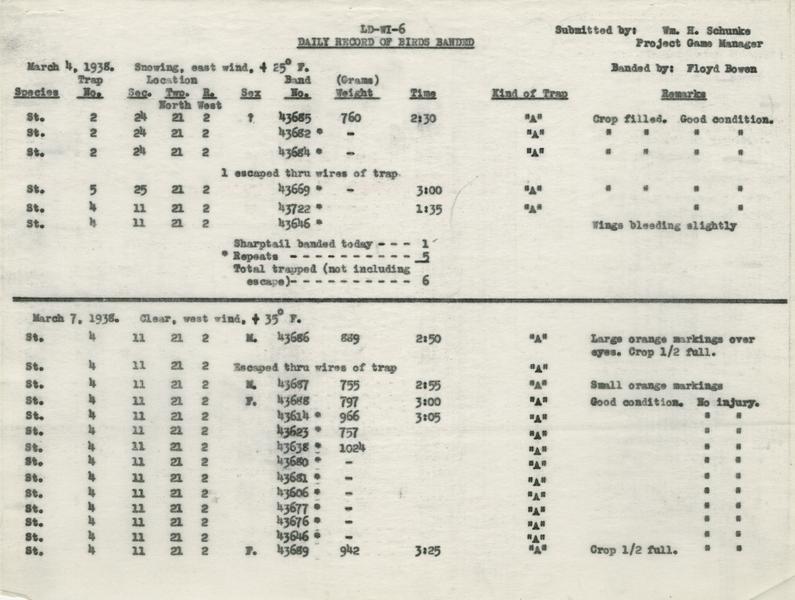 LD-WI-6
DAILY RECORD OF BIRDS BANDED
Submitted by: Wm. H. Schunke
Project Game Manager
March 4, 1938. Snowing, east wind, + 25° F. Banded by: Floyd Bowen
Trap Location Band (Grams)
Species No. Sec. Twp. R. Sex No. Weight Time Kind of Trap Remarks
North West
St. 2 24 21 2 ? 43685 760 2:30 "A" Crop filled. Good condition.
St. 2 24 21 2 43682 * - "A" " " " "
St. 2 24 21 2 43684 * - "A" " " " "
1 escaped thru wires of trap
St. 5 25 21 2 43669 * - 3:00 "A" " " " "
St. 4 11 21 2 43722 * 1:35 "A" " "
St. 4 11 21 2 43646 * Wings bleeding slightly
Sharptail banded today - - - 1
* Repeats - - - - - - - - - - - 5
Total trapped (not including
escape)- - - - - - - - - - - 6
March 7, 1938. Clear, west wind, + 35° F.
St. 4 11 21 2 M. 43686 889 2:50 "A" Large orange markings over
eyes. Crop 1/2 full.
St. 4 11 21 2 Escaped thru wires of trap "A"
St. 4 11 21 2 M. 43687 755 2:55 "A" Small orange markings
St. 4 11 21 2 F. 43688 797 3:00 "A" Good condition. No injury.
St. 4 11 21 2 43614 * 966 3:05 "A" " "
St. 4 11 21 2 43623 * 757 "A" " "
St. 4 11 21 2 43638 * 1024 "A" " "
St. 4 11 21 2 43680 * - "A" " "
St. 4 11 21 2 43681 * - "A" " "
St. 4 11 21 2 43606 * - "A" " "
St. 4 11 21 2 43677 * - "A" " "
St. 4 11 21 2 43676 * - "A" " "
St. 4 11 21 2 43646 * - "A" " "
St. 4 11 21 2 F. 43689 942 3:25 "A" Crop 1/2 full. " "